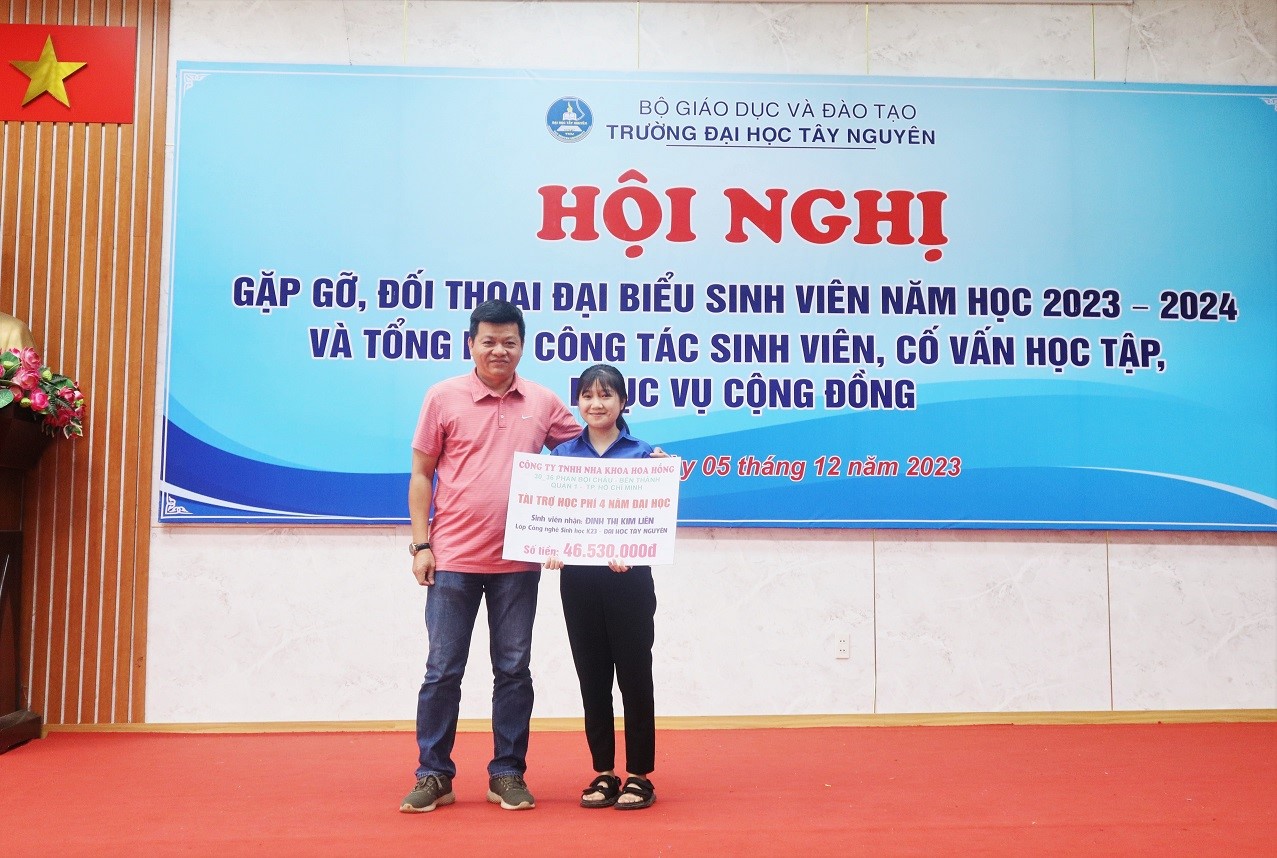 BỘ GIÁO DỤC VÀ ĐÀO TẠO
TRƯỜNG ĐẠI HỌC TÂY NGUYÊN
HỘI NGHỊ
GẶP GỠ, ĐỐI THOẠI ĐẠI BIỂU SINH VIÊN NĂM HỌC 2023 – 2024
VÀ TỔNG CÔNG TÁC SINH VIÊN, CỐ VẤN HỌC TẬP,
VỤ CỘNG ĐỒNG
05 tháng 12 năm 2023
CÔNG TY TNHH NHA KHOA HOA HỒNG
PHAN BỘI CHÂU - BẾN THÀNH
QUẬN 1 - TP. HỒ CHÍ MINH
TÀI TRỢ HỌC PHÍ 4 NĂM ĐẠI HỌC
Sinh viên nhận: ĐINH THỊ KIM LIÊN
Lớp Công nghệ Sinh học K23 - ĐẠI HỌC TÂY NGUYÊN
Số tiền: 46.530.000đ